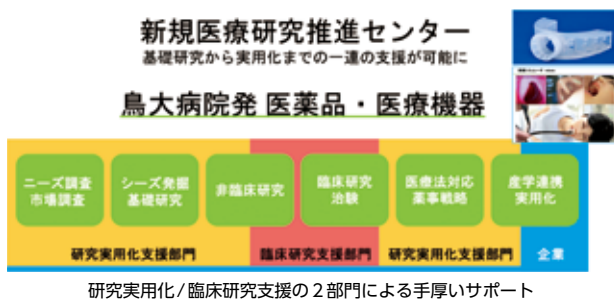 新規医療研究推進センター
基礎研究から実用化までの一連の支援が可能に
鳥大病院発 医薬品・医療機器
ニーズ調査
市場調査
シーズ発掘
基礎研究
非臨床研究
臨床研究
治験
医療法対応
薬事戦略
産学連携
実用化
研究実用化支援部門
臨床研究支援部門
研究実用化支援部門
企業
研究実用化/臨床研究支援の２部門による手厚いサポート